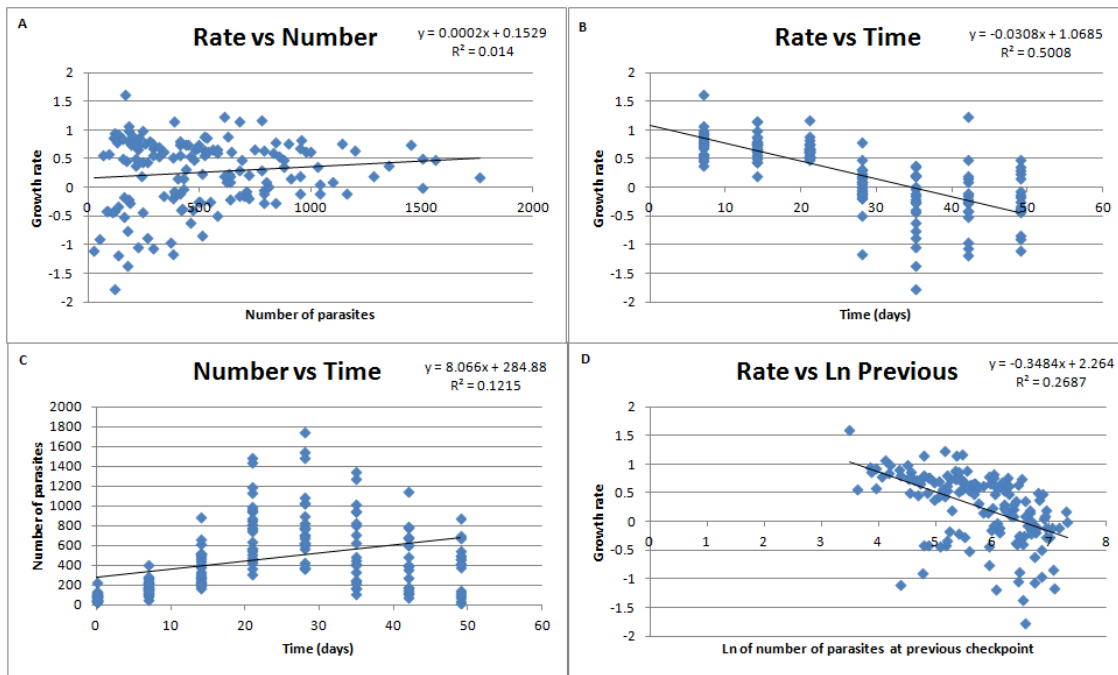 A
Rate vs Number
y = 0.0002x + 0.1529
R² = 0.014
Growth rate
2
1.5
1
0.5
0
-0.5
-1
-1.5
-2
0 500 1000 1500 2000
Number of parasites
B
Rate vs Time
y = -0.0308x + 1.0685
R² = 0.5008
Growth rate
2
1.5
1
0.5
0
-0.5
-1
-1.5
-2
0 10 20 30 40 50 60
Time (days)
C
Number vs Time
y = 8.066x + 284.88
R² = 0.1215
Number of parasites
2000
1800
1600
1400
1200
1000
800
600
400
200
0
0 10 20 30 40 50 60
Time (days)
D
Rate vs Ln Previous
y = -0.3484x + 2.264
R² = 0.2687
Growth rate
2
1.5
1
0.5
0
-0.5
-1
-1.5
-2
0 1 2 3 4 5 6 7 8
Ln of number of parasites at previous checkpoint